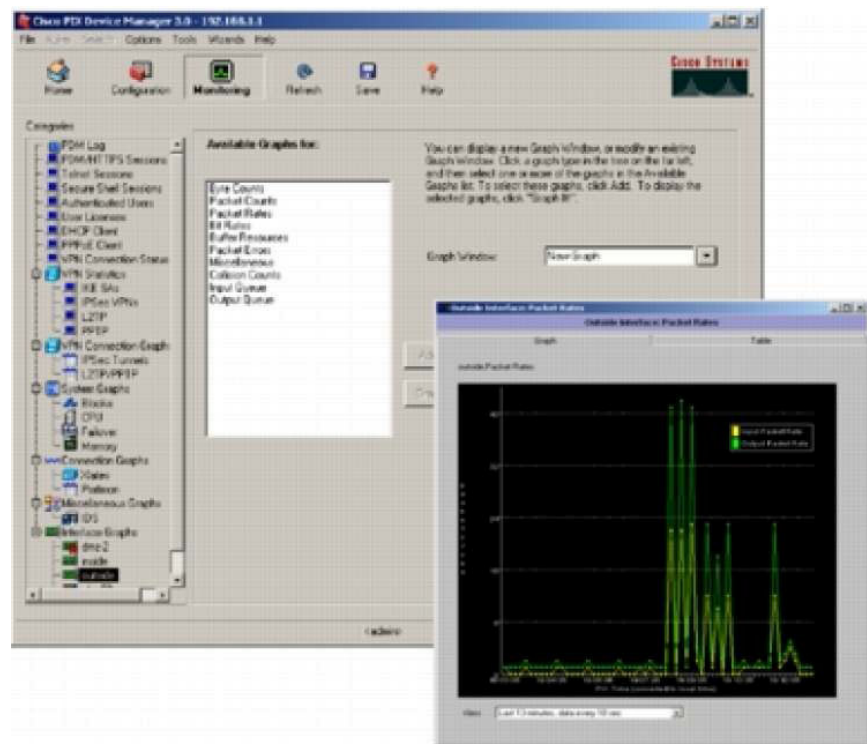 Cisco PIX Device Manager 3.0 - 192.168.1.1
File Rules Search Options Tools Wizards Help
Home Configuration Monitoring Refresh Save Help
CISCO SYSTEMS
Categories
PDM Log
PDM/HTTPS Sessions
Telnet Sessions
Secure Shell Sessions
Authenticated Users
User Licenses
DHCP Client
PPPoE Client
VPN Connection Status
VPN Statistics
IKE SAs
IPSec VPNs
L2TP
PPTP
VPN Connection Graphs
IPSec Tunnels
L2TP/PPTP
System Graphs
Blocks
CPU
Failover
Memory
Connection Graphs
Xlates
Perfmon
Miscellaneous Graphs
IDS
Interface Graphs
dmz-2
inside
outside
Available Graphs for:
Byte Counts
Packet Counts
Packet Rates
Bit Rates
Buffer Resources
Packet Errors
Miscellaneous
Collision Counts
Input Queue
Output Queue
You can display a new Graph Window, or modify an existing
Graph Window. Click a graph type in the tree on the far left,
and then select one or more of the graphs in the Available
Graphs list. To select these graphs, click Add. To display the
selected graphs, click "Graph It!".
Graph Window: New Graph
<admin>
Outside Interface: Packet Rates
Outside Interface: Packet Rates
Graph Table
outside, Packet Rates:
Input Packet Rate
Output Packet Rate
View: Last 10 minutes, data every 10 sec